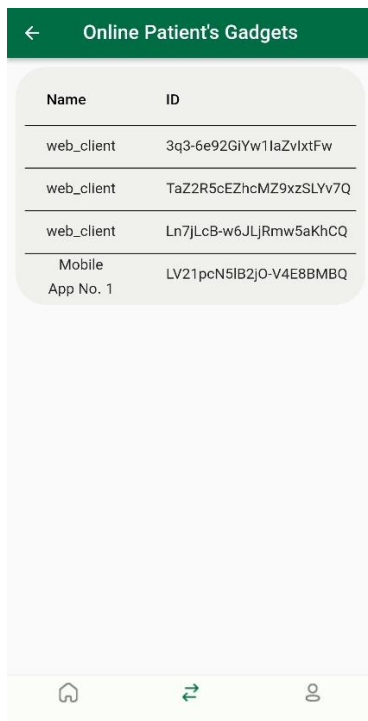 Online Patient's Gadgets
Name ID
web_client 3q3-6e92GiYw1IaZvIxtFw
web_client TaZ2R5cEZhcMZ9xzSLYv7Q
web_client Ln7jLcB-w6JLjRmw5aKhCQ
Mobile
App No. 1 LV21pcN5lB2jO-V4E8BMBQ